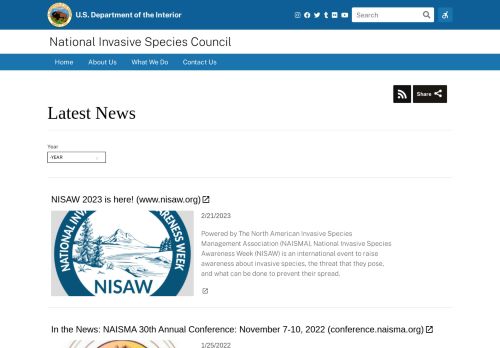 U.S. Department of the Interior
Search
National Invasive Species Council
Home About Us What We Do Contact Us
Share
Latest News
Year
-YEAR
NISAW 2023 is here! (www.nisaw.org)
NATIONAL INVASIVE
AWARENESS WEEK
NISAW
2/21/2023
Powered by The North American Invasive Species
Management Association (NAISMA), National Invasive Species
Awareness Week (NISAW) is an international event to raise
awareness about invasive species, the threat that they pose,
and what can be done to prevent their spread.
In the News: NAISMA 30th Annual Conference: November 7-10, 2022 (conference.naisma.org)
1/25/2022